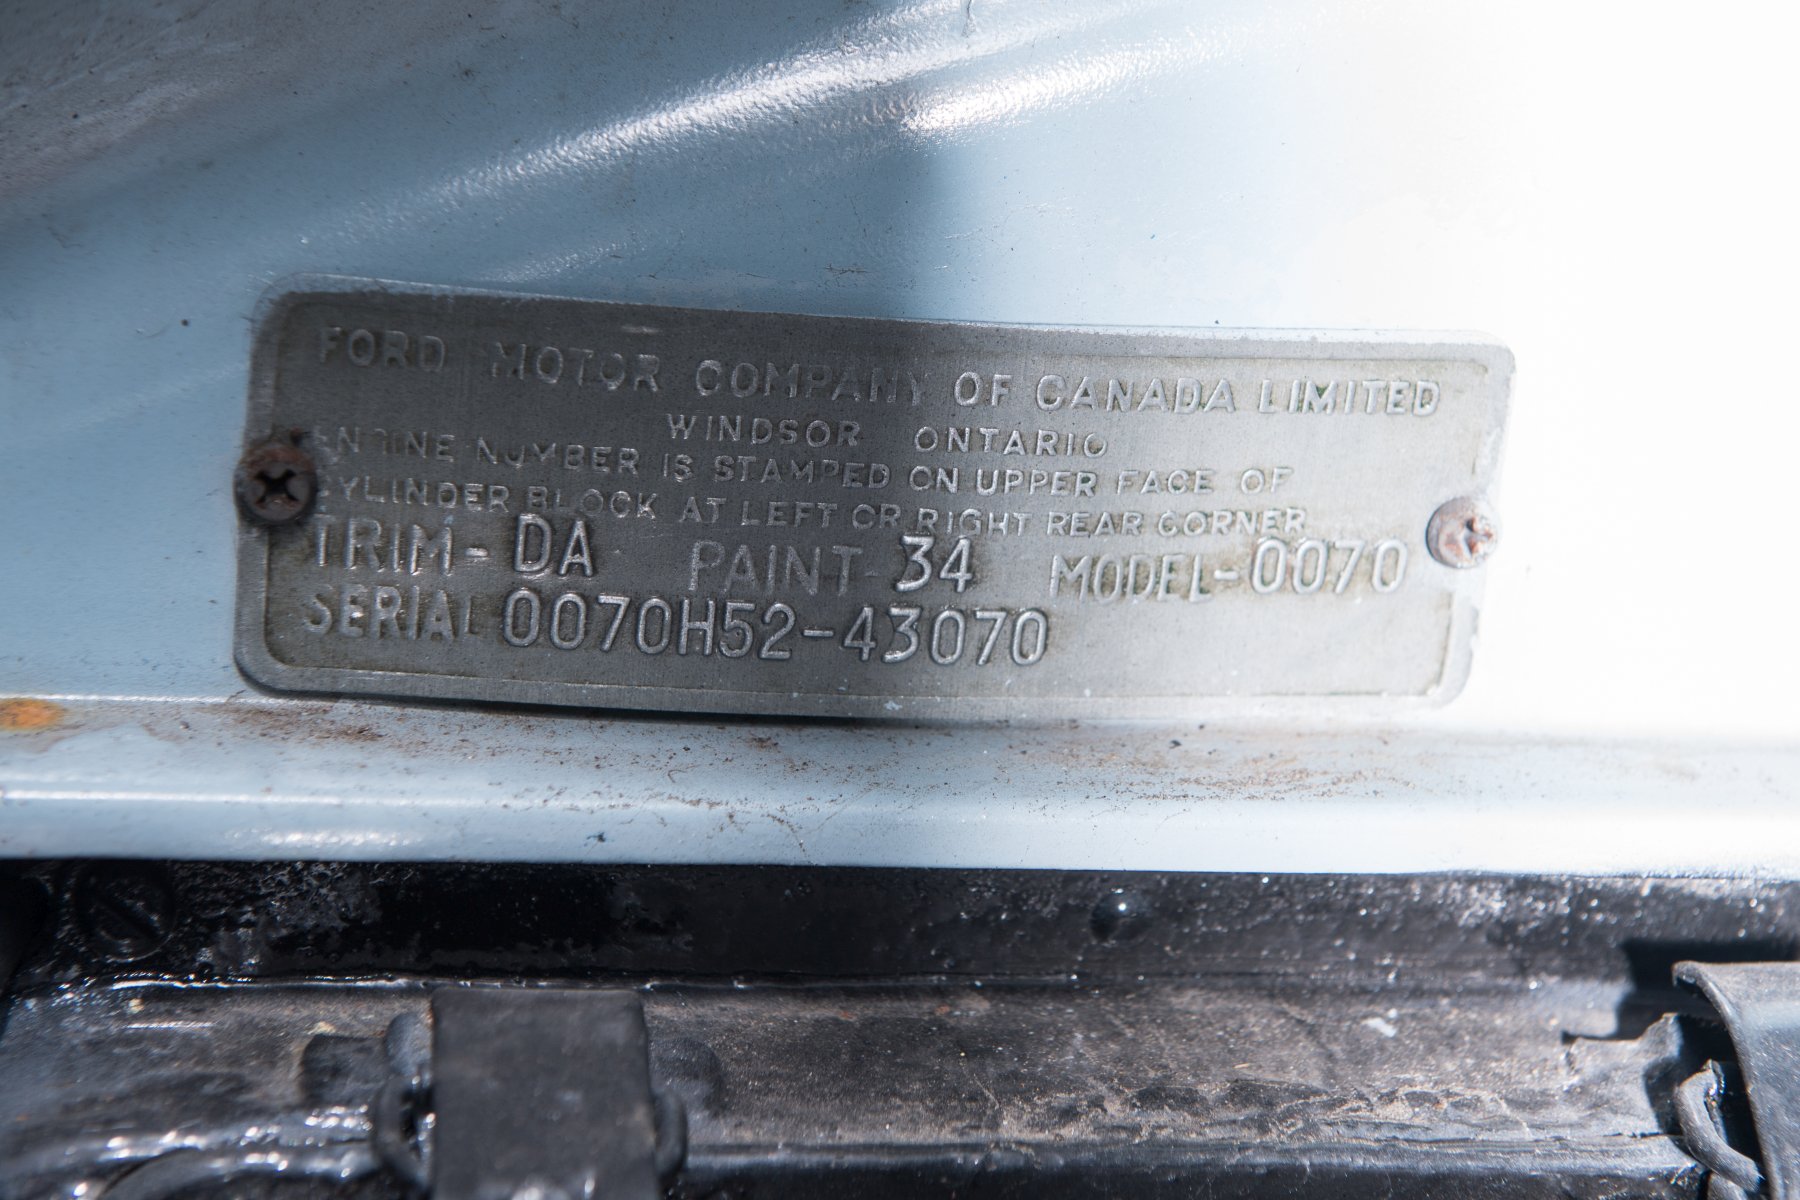 FORD MOTOR COMPANY OF CANADA LIMITED
WINDSOR ONTARIO
ENGINE NUMBER IS STAMPED ON UPPER FACE OF
CYLINDER BLOCK AT LEFT OR RIGHT REAR CORNER
TRIM- DA PAINT- 34 MODEL-0070
SERIAL 0070H52-43070